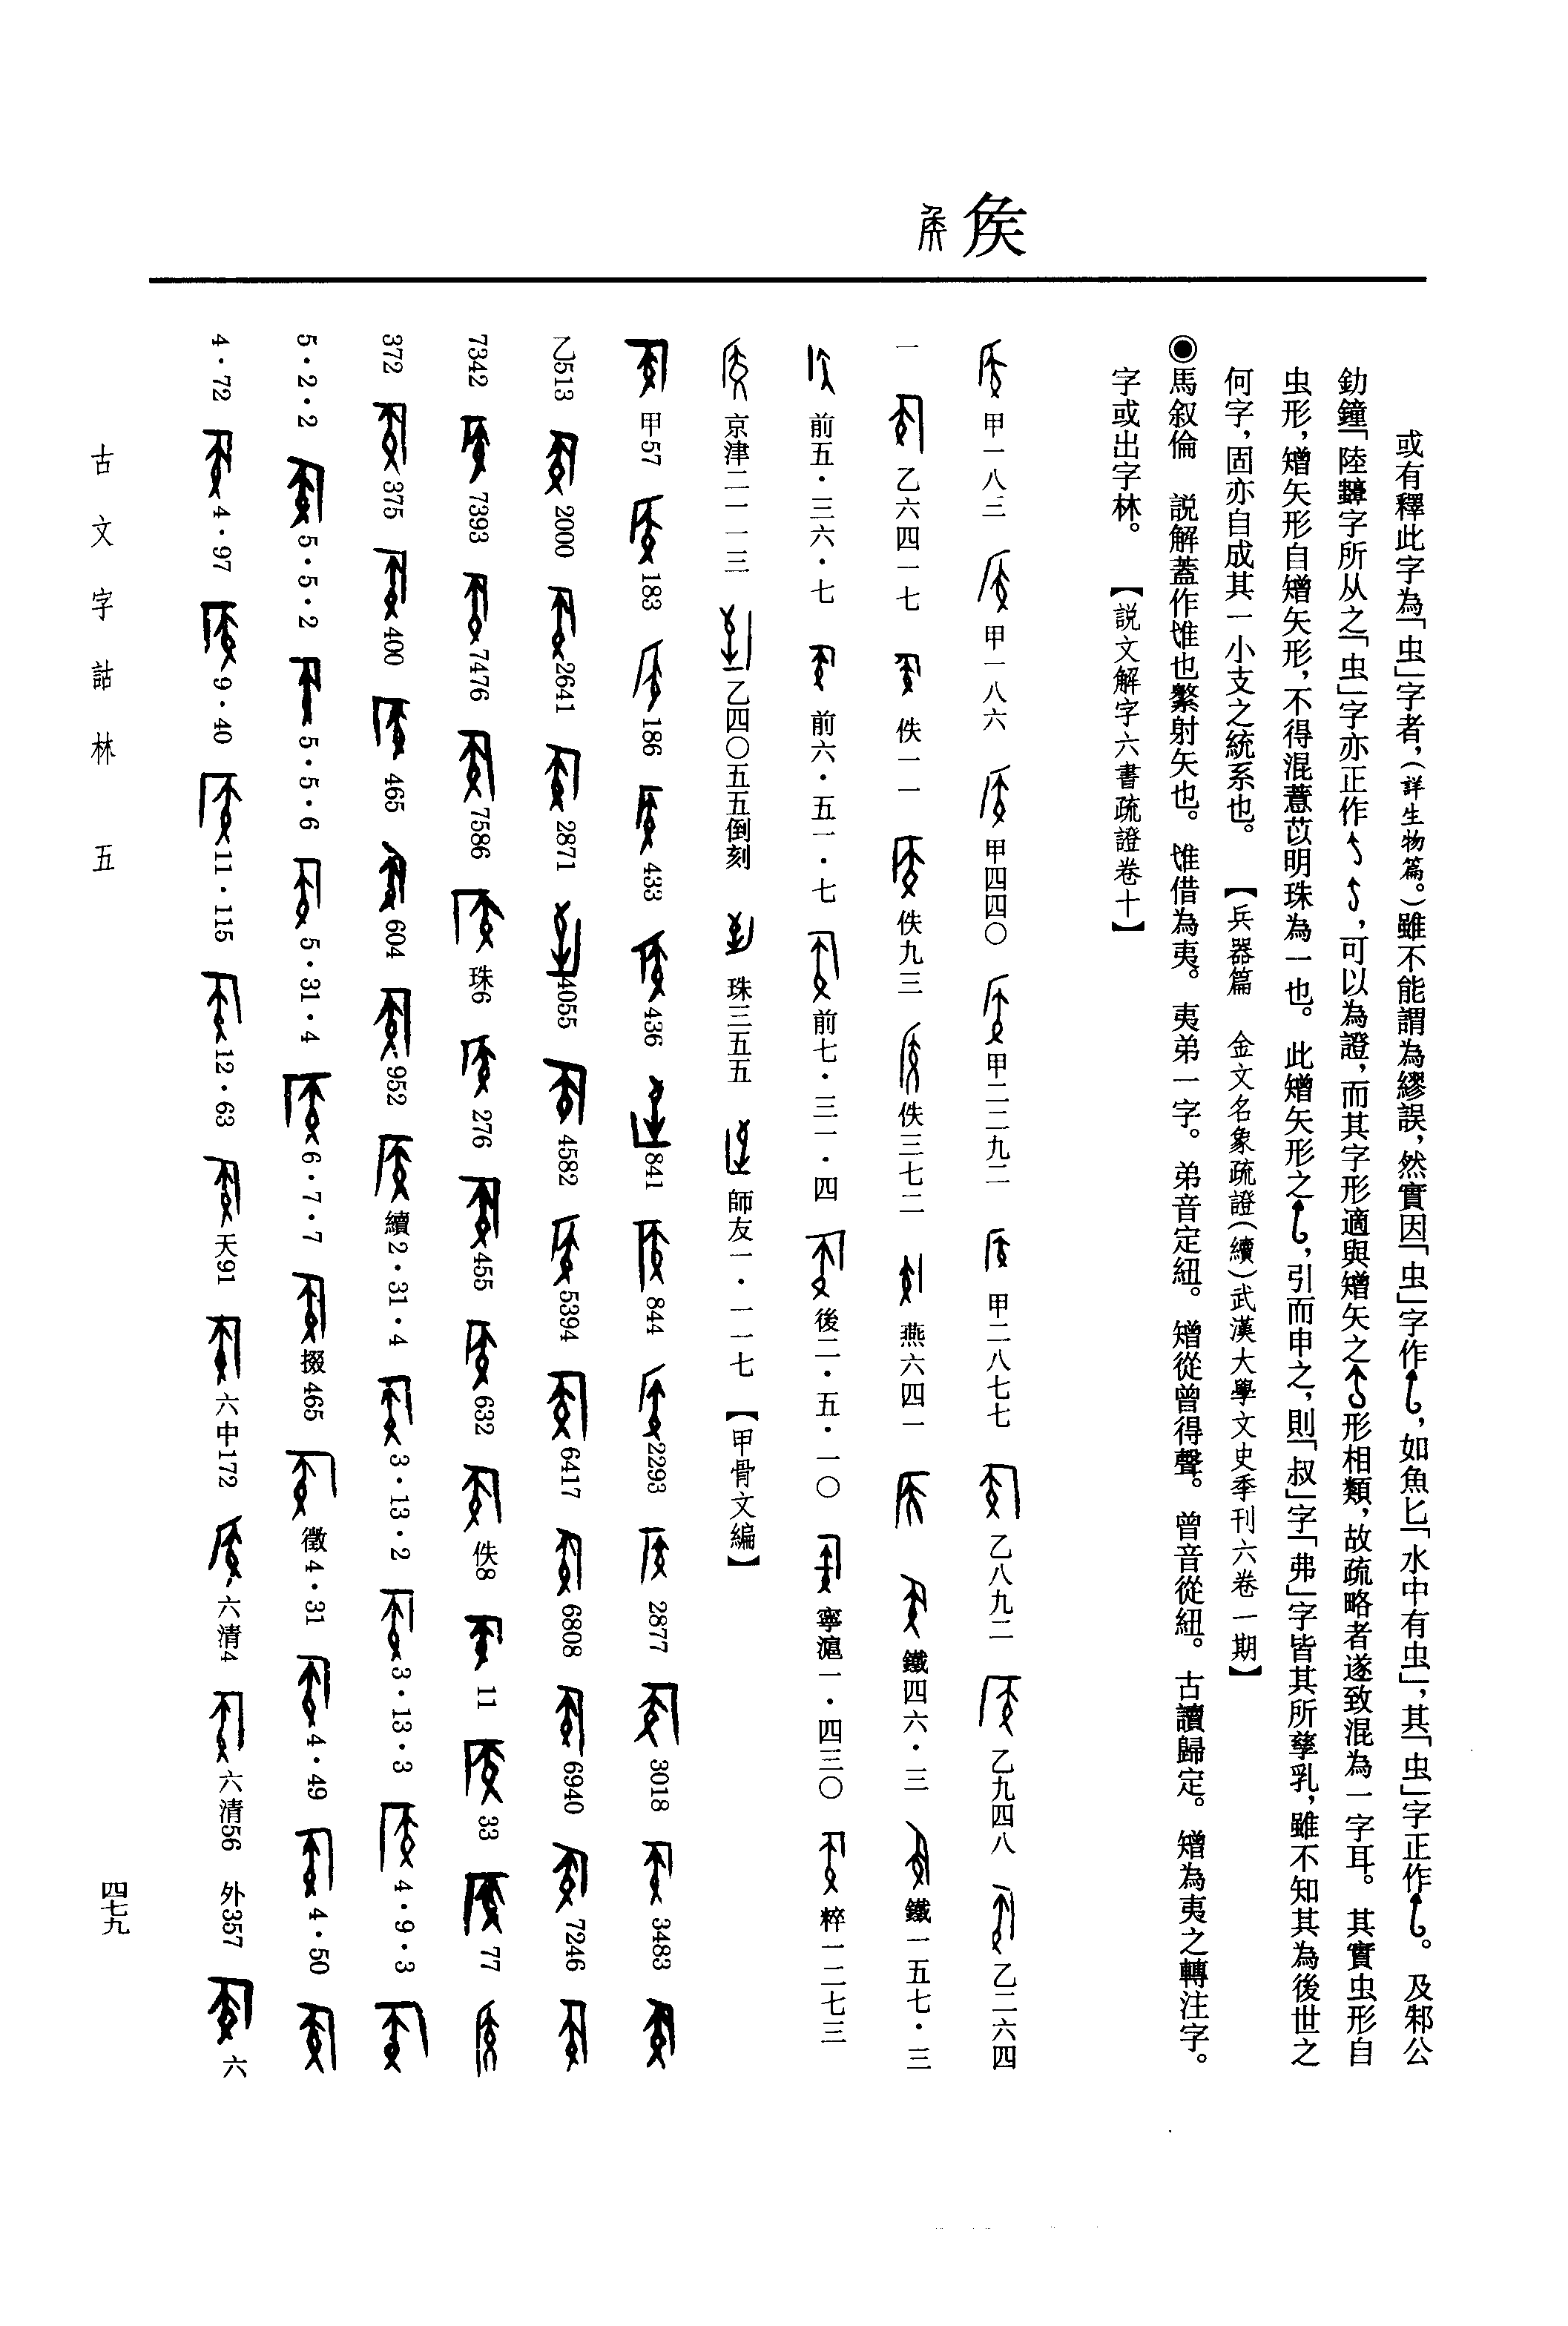 矦
或有釋此字為「虫」字者，（詳生物篇。）雖不能謂為繆誤，然實因「虫」字作，如魚匕「水中有虫」，其「虫」字正作。及邾公
釛鐘「陸」字所从之「虫」字亦正作，可以為證，而其字形適與矰矢之形相類，故疏略者遂致混為一字耳。其實虫形自
虫形，矰矢形自矰矢形，不得混薏苡明珠為一也。此矰矢形之，引而申之，則「叔」字「弗」字皆其所孳乳，雖不知其為後世之
何字，固亦自成其一小支之統系也。【兵器篇　金文名象疏證（續）武漢大學文史季刊六卷一期】
◉馬叙倫　説解蓋作惟也繫射矢也。惟借為夷。夷弟一字。弟音定紐。矰從曾得聲。曾音從紐。古讀歸定。矰為夷之轉注字。
字或出字林。【説文解字六書疏證卷十】
甲一八三　甲一八六　甲四四〇　甲二二九二　甲二八七七　乙八九二　乙九四八　乙二六四
一　乙六四一七　佚一一　佚九三　佚三七二　燕六四一　鐵四六・三　鐵一五七・三
前五・三六・七　前六・五一・七　前七・三一・四　後二・五・一〇　寧滬一・四三〇　粹一二七三
京津二一一三　乙四〇五五倒刻　珠三五五　師友一・一一七【甲骨文編】
甲57　183　186　433　436　841　844　2293　2877　3018　3483
乙513　2000　2641　2871　4055　4582　5394　6417　6808　6940　7246
7342　7393　7476　7586　珠6　276　455　632　佚8　11　33　77
372　375　400　465　604　952　續2・31・4　3・13・2　3・13・3　4・9・3
5・2・2　5・5・2　5・5・6　5・31・4　6・7・7　掇465　徵4・31　4・49　4・50
4・72　4・97　9・40　11・115　12・63　天91　六中172　六清4　六清56　外357　六
古文字詁林　五
四七九